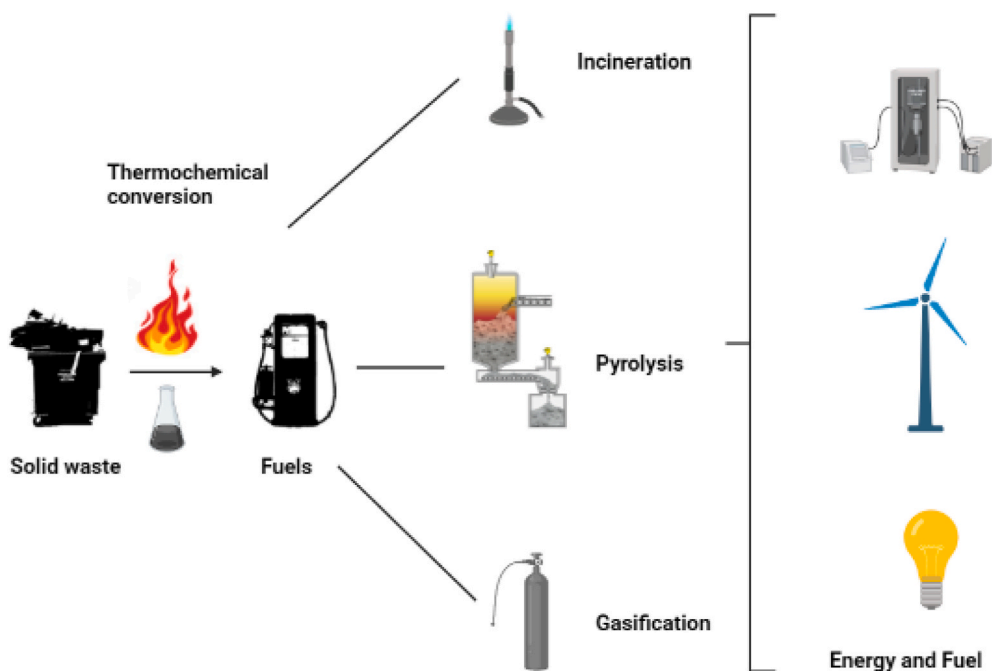 Incineration
Thermochemical
conversion
Pyrolysis
Solid waste
Fuels
Gasification
Energy and Fuel